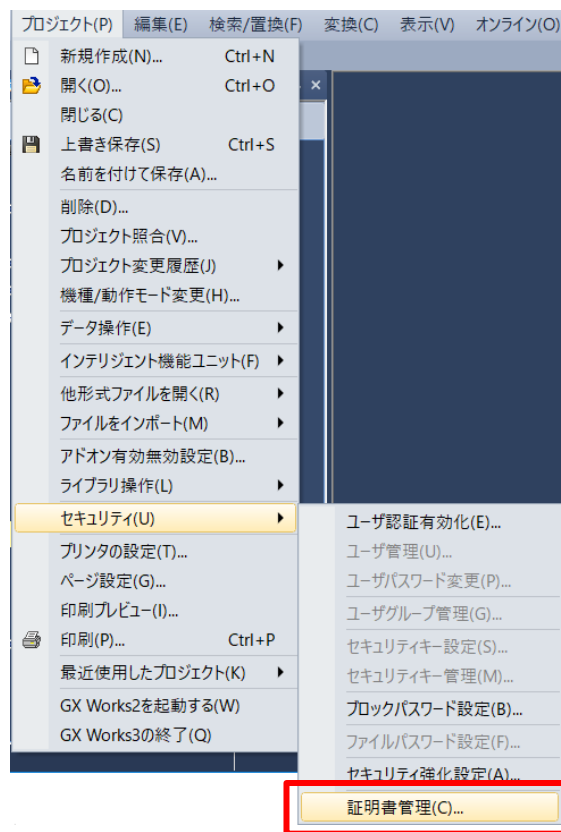 プロジェクト(P) 編集(E) 検索/置換(F) 変換(C) 表示(V) オンライン(O)
新規作成(N)... Ctrl+N
開く(O)... Ctrl+O
閉じる(C)
上書き保存(S) Ctrl+S
名前を付けて保存(A)...
削除(D)...
プロジェクト照合(V)...
プロジェクト変更履歴(J)
機種/動作モード変更(H)...
データ操作(E)
インテリジェント機能ユニット(F)
他形式ファイルを開く(R)
ファイルをインポート(M)
アドオン有効無効設定(B)...
ライブラリ操作(L)
セキュリティ(U)
プリンタの設定(T)...
ページ設定(G)...
印刷プレビュー(I)...
印刷(P)... Ctrl+P
最近使用したプロジェクト(K)
GX Works2を起動する(W)
GX Works3の終了(Q)
ユーザ認証有効化(E)...
ユーザ管理(U)...
ユーザパスワード変更(P)...
ユーザグループ管理(G)...
セキュリティキー設定(S)...
セキュリティキー管理(M)...
ブロックパスワード設定(B)...
ファイルパスワード設定(F)...
セキュリティ強化設定(A)...
証明書管理(C)...